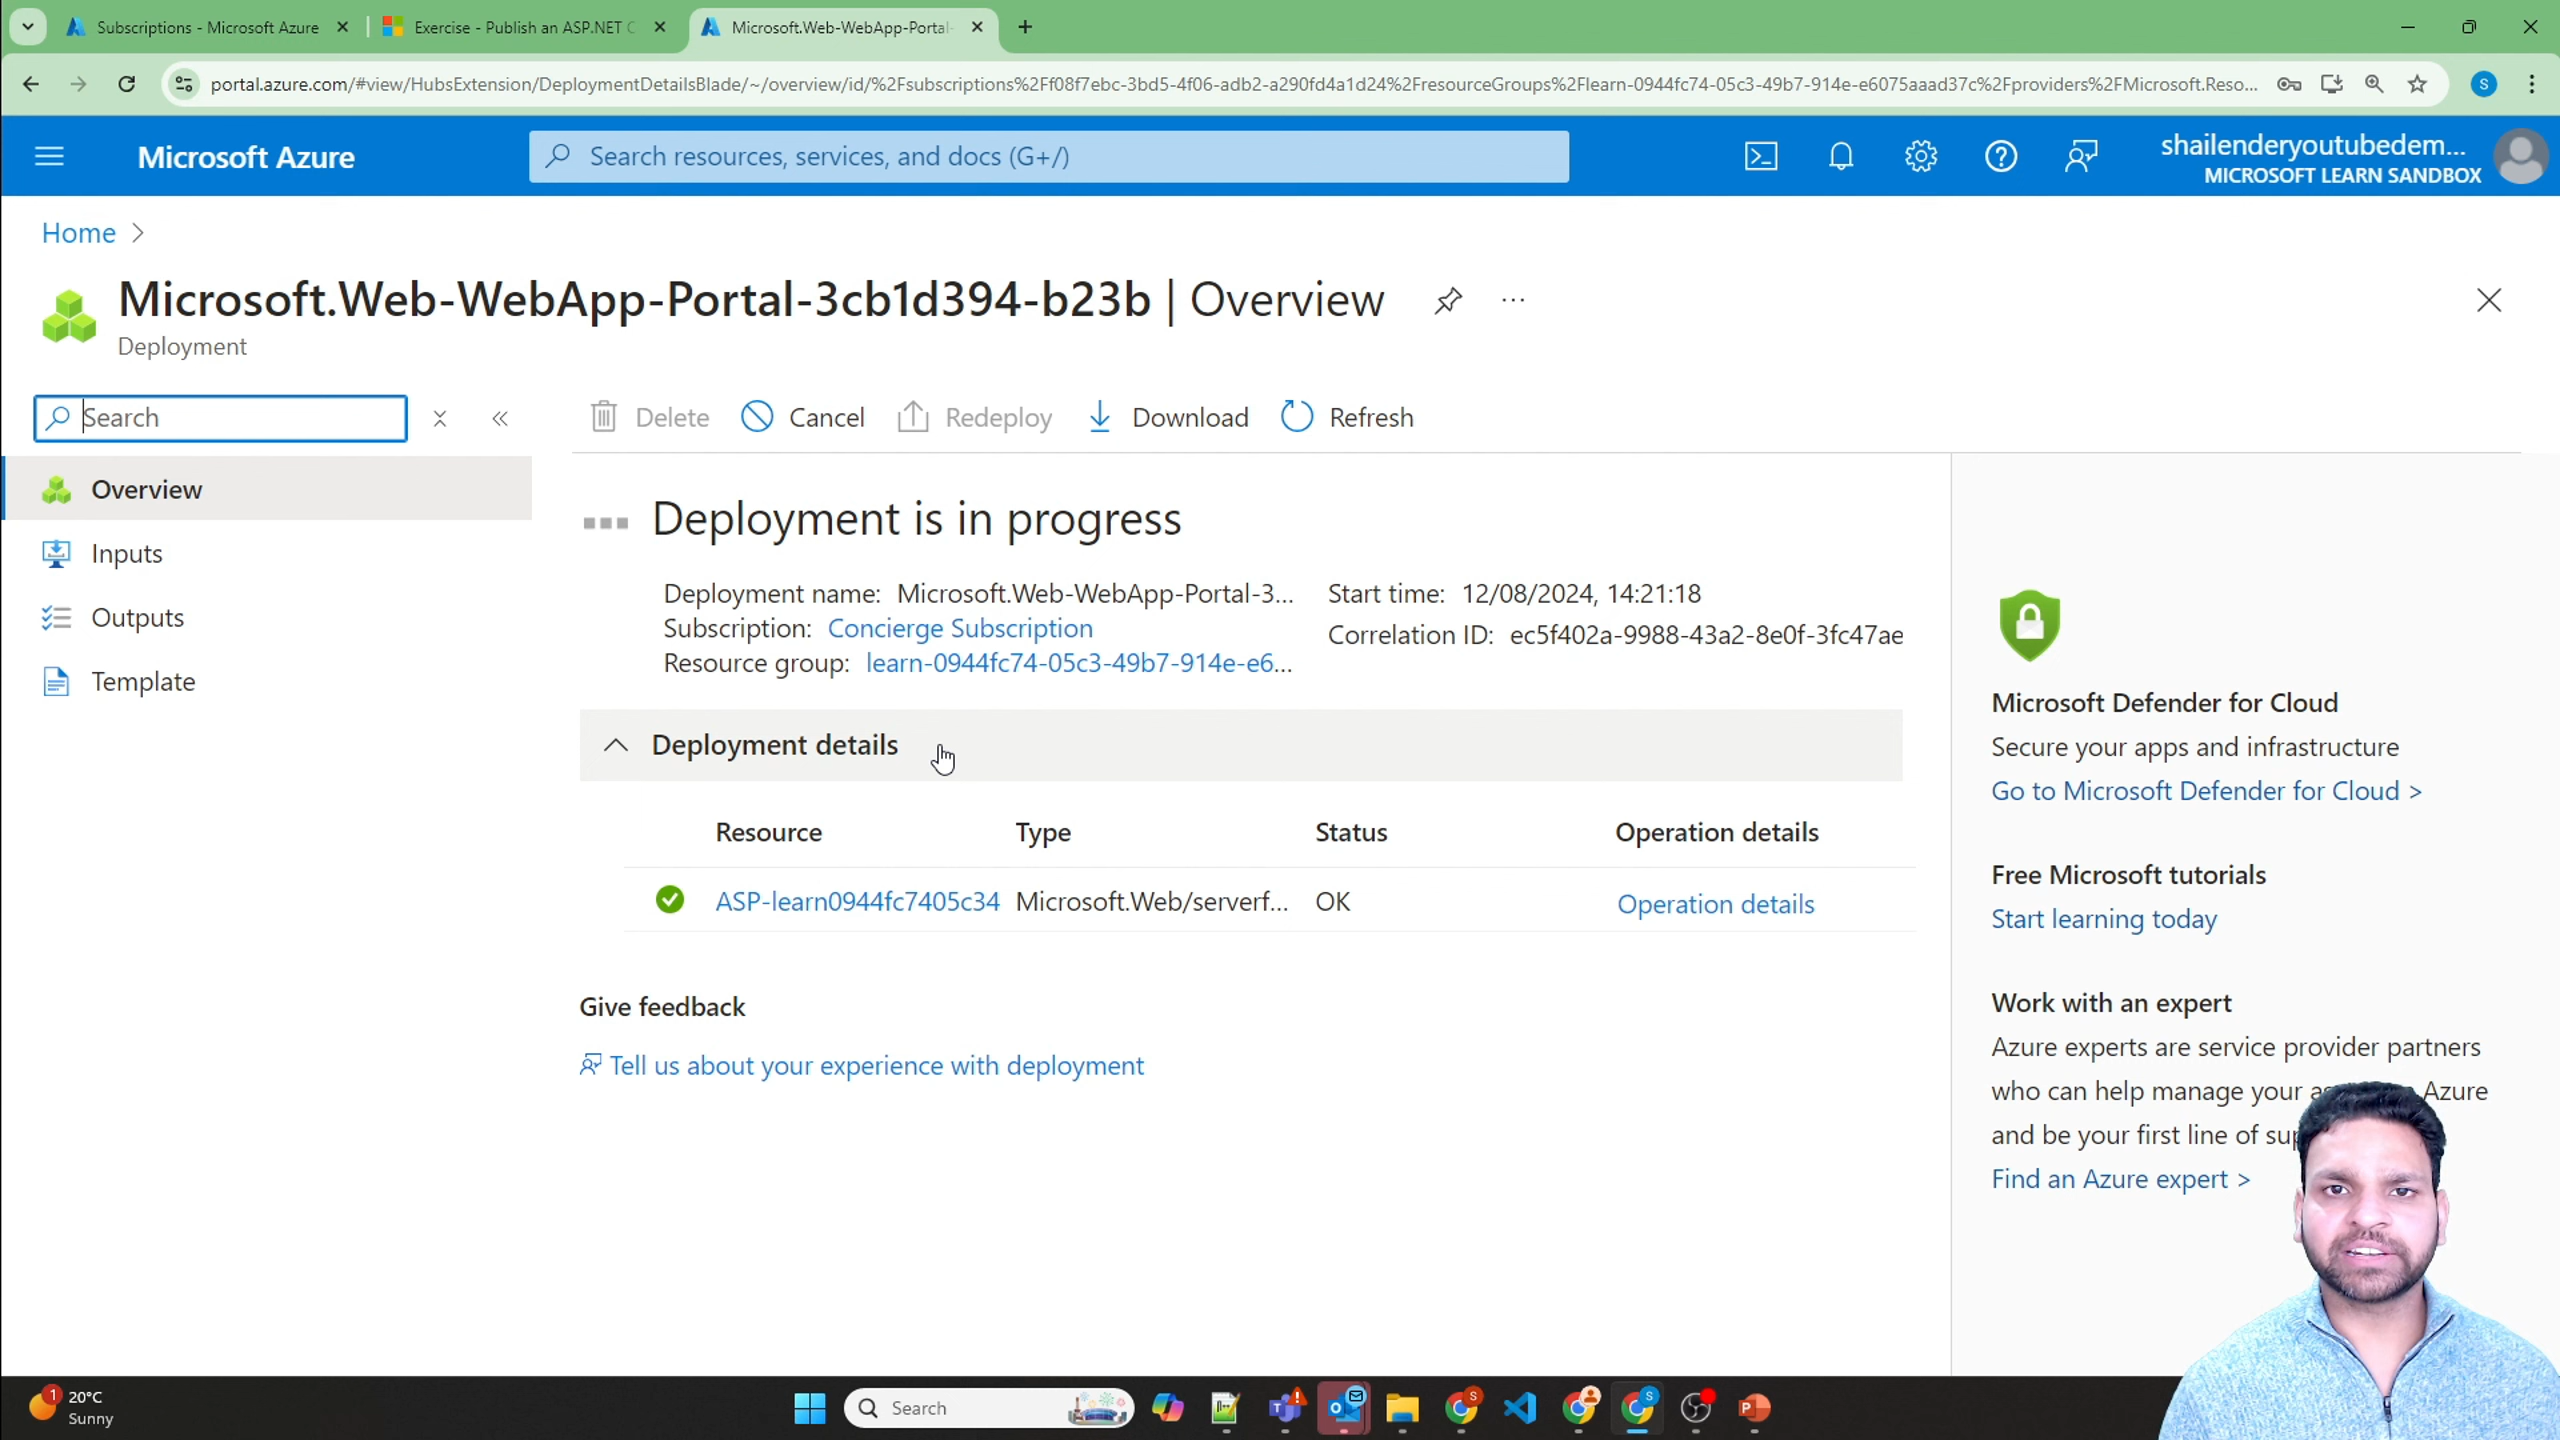 Subscriptions - Microsoft Azure
Exercise - Publish an ASP.NET C
Microsoft.Web-WebApp-Portal-
portal.azure.com/#view/HubsExtension/DeploymentDetailsBlade/~/overview/id/%2Fsubscriptions%2Ff08f7ebc-3bd5-4f06-adb2-a290fd4a1d24%2FresourceGroups%2Flearn-0944fc74-05c3-49b7-914e-e6075aaad37c%2Fproviders%2FMicrosoft.Reso...
S
Microsoft Azure
Search resources, services, and docs (G+/)
shailenderyoutubedem...
MICROSOFT LEARN SANDBOX
Home
Microsoft.Web-WebApp-Portal-3cb1d394-b23b | Overview
Deployment
Search
Delete
Cancel
Redeploy
Download
Refresh
Overview
Inputs
Outputs
Template
Deployment is in progress
Deployment name: Microsoft.Web-WebApp-Portal-3...
Subscription: Concierge Subscription
Resource group: learn-0944fc74-05c3-49b7-914e-e6...
Start time: 12/08/2024, 14:21:18
Correlation ID: ec5f402a-9988-43a2-8e0f-3fc47ae
Deployment details
Resource Type Status Operation details
ASP-learn0944fc7405c34 Microsoft.Web/serverf... OK Operation details
Give feedback
Tell us about your experience with deployment
Microsoft Defender for Cloud
Secure your apps and infrastructure
Go to Microsoft Defender for Cloud >
Free Microsoft tutorials
Start learning today
Work with an expert
Azure experts are service provider partners
who can help manage your Azure
and be your first line of
Find an Azure expert >
1
20°C
Sunny
Search